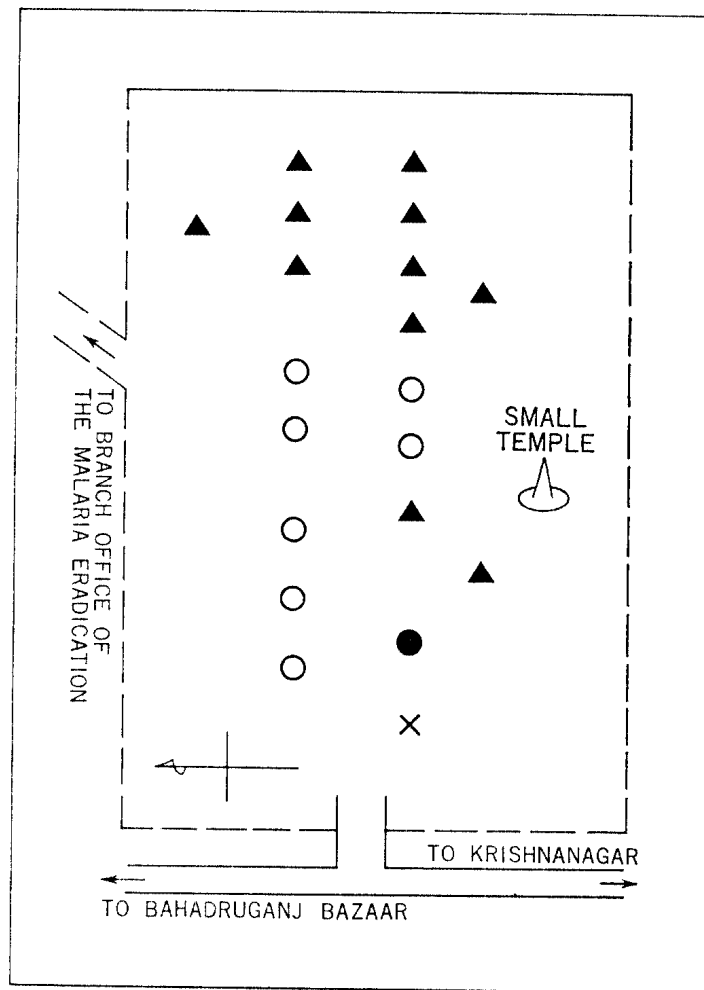 SMALL
TEMPLE
TO BRANCH OFFICE OF
THE MALARIA ERADICATION
TO KRISHNANAGAR
TO BAHADRUGANJ BAZAAR